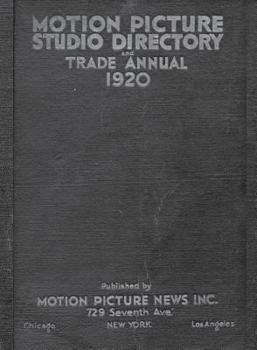 MOTION PICTURE
STUDIO DIRECTORY
and
TRADE ANNUAL
1920
Published by
MOTION PICTURE NEWS INC.
729 Seventh Ave.
Chicago NEW YORK Los Angeles